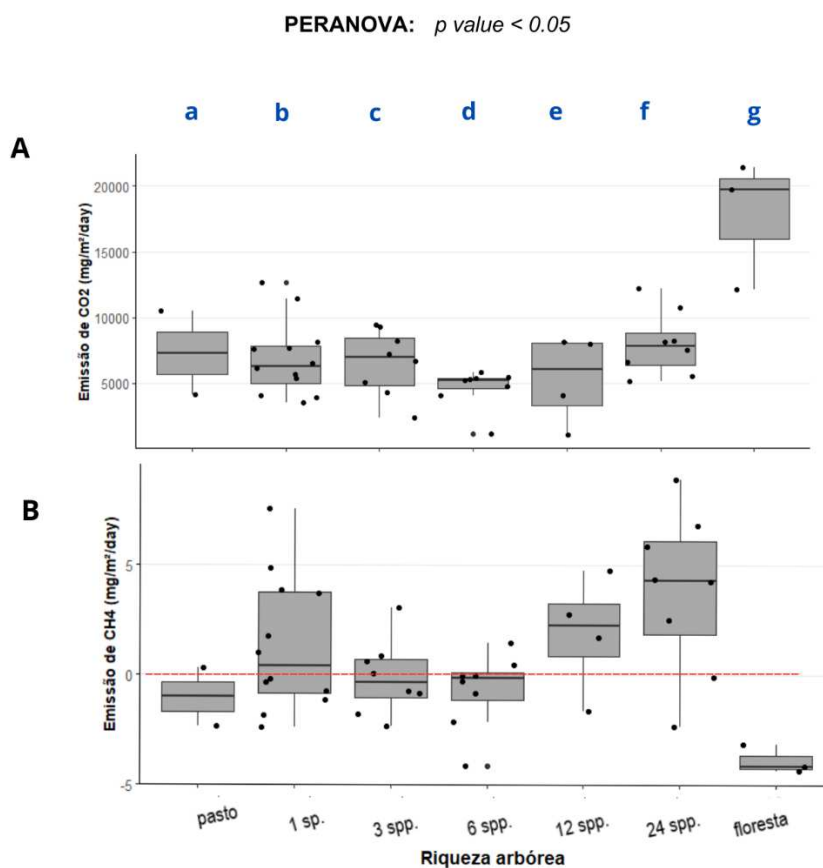 PERANOVA: p value < 0.05
a b c d e f g
A
Emissão de CO2 (mg/m²/day)
20000
15000
10000
5000
B
Emissão de CH4 (mg/m²/day)
5
0
-5
pasto 1 sp. 3 spp. 6 spp. 12 spp. 24 spp. floresta
Riqueza arbórea